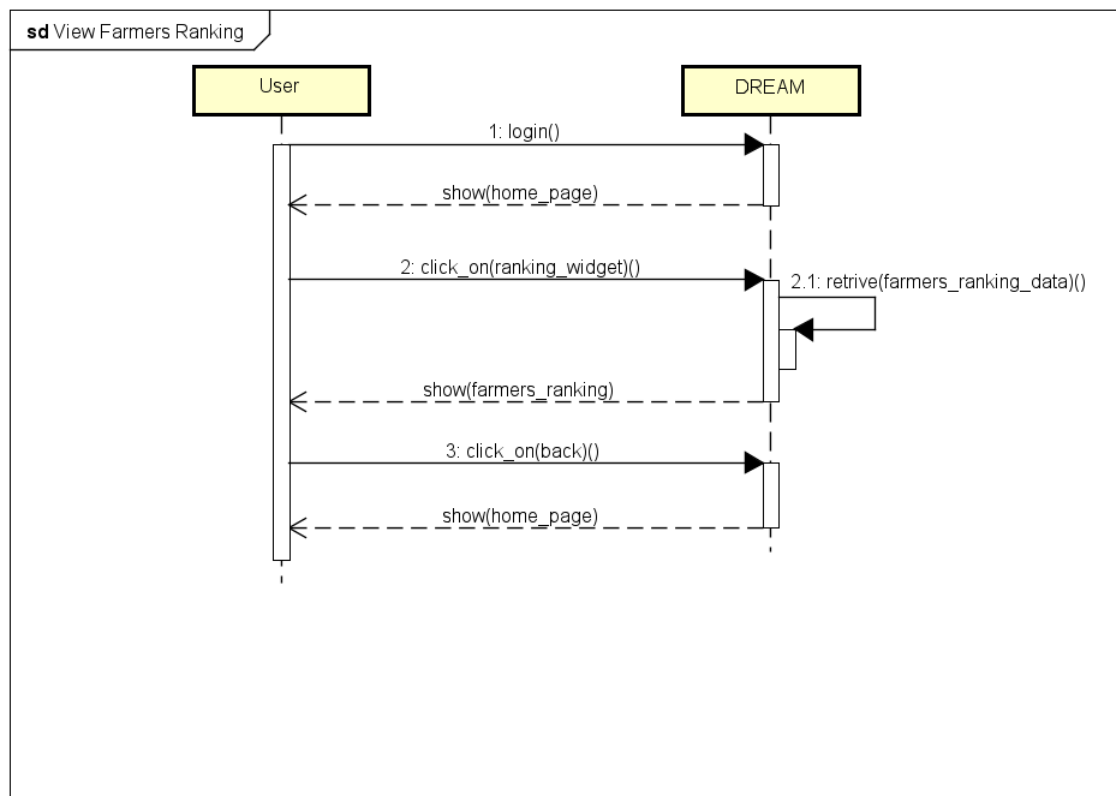 sd View Farmers Ranking
User
DREAM
1: login()
show(home_page)
2: click_on(ranking_widget)()
2.1: retrive(farmers_ranking_data)()
show(farmers_ranking)
3: click_on(back)()
show(home_page)